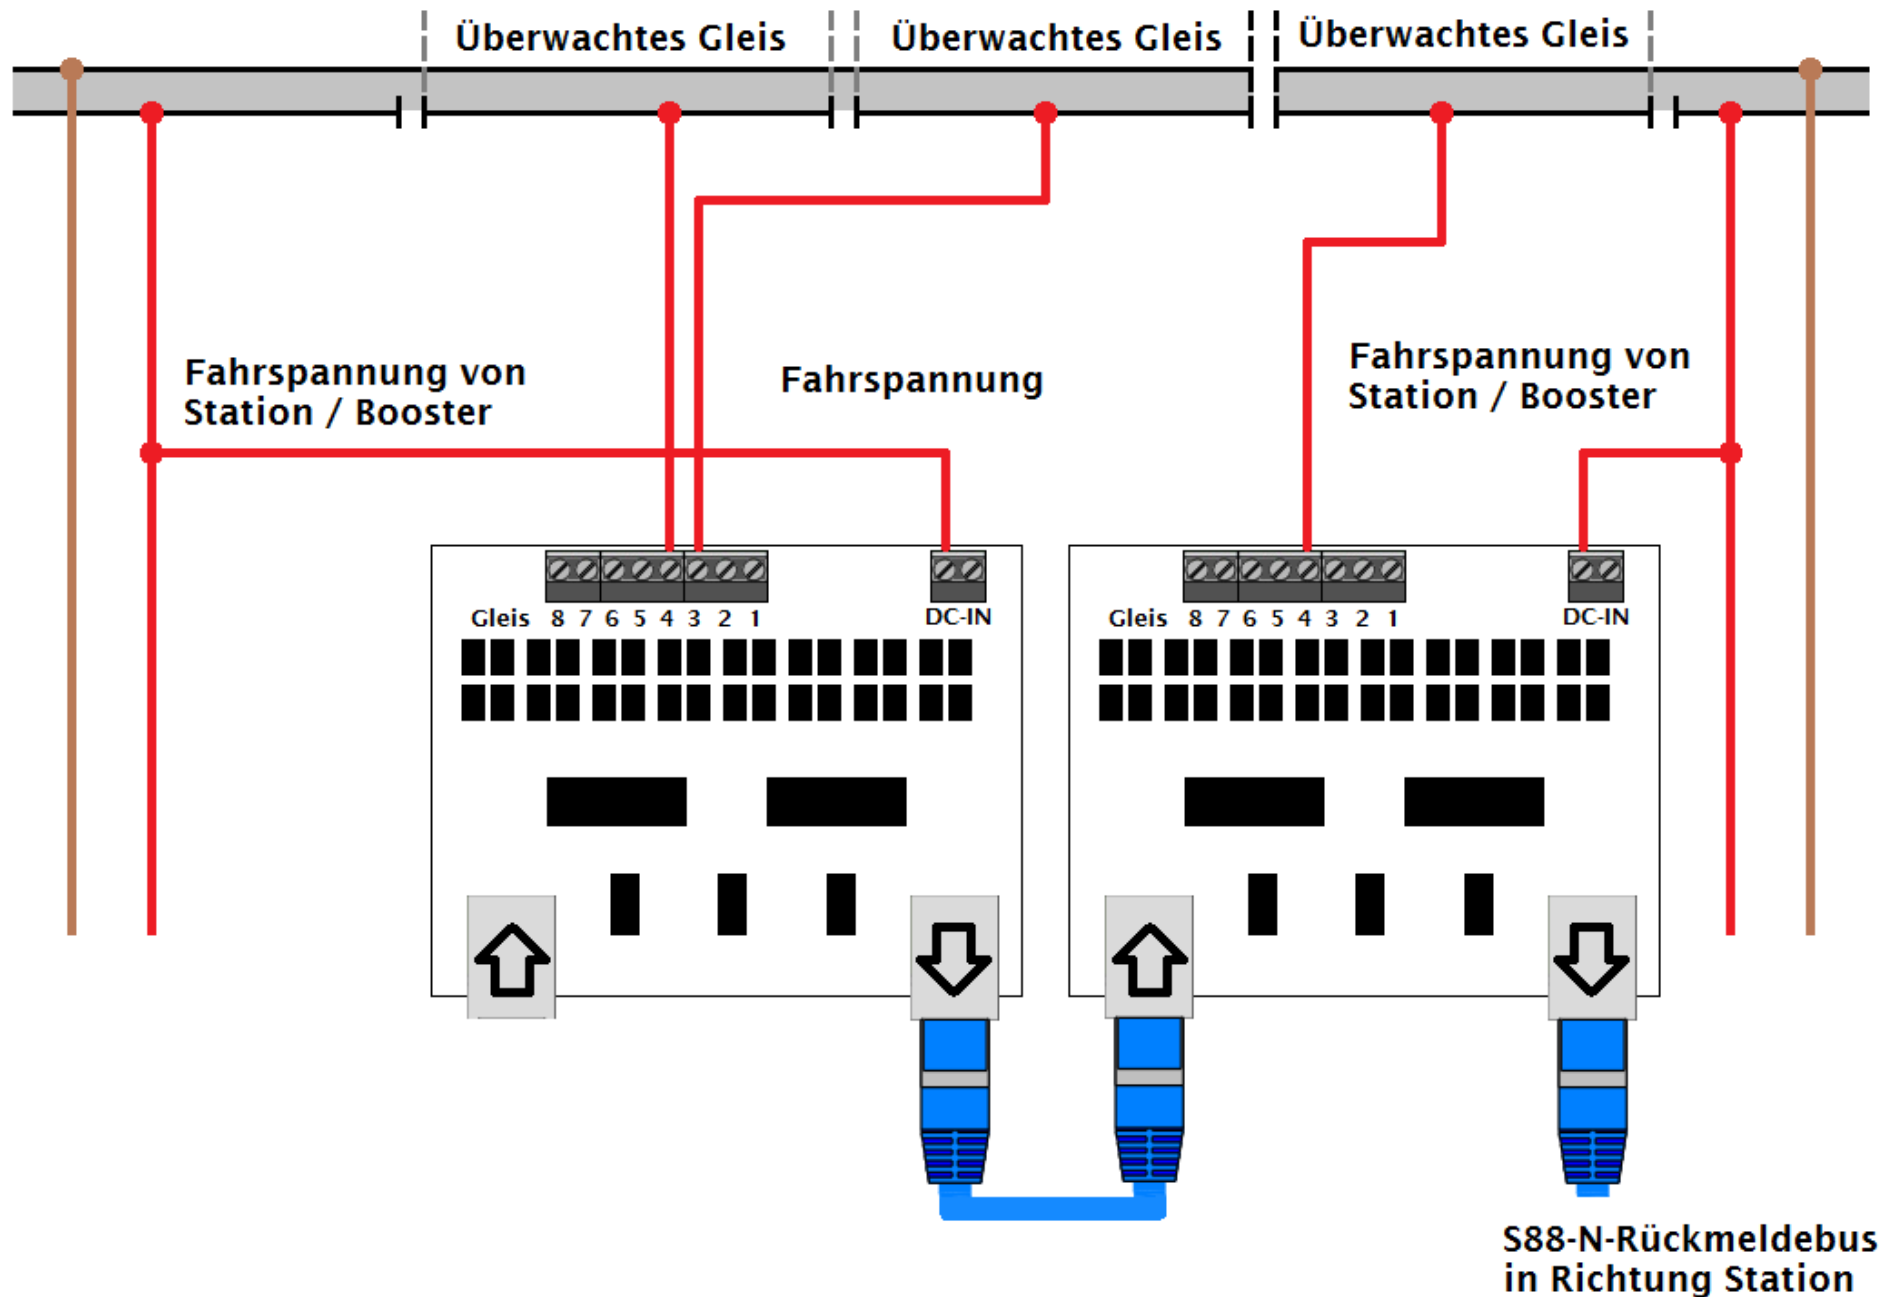 Überwachtes Gleis
Überwachtes Gleis
Überwachtes Gleis
Fahrspannung von
Station / Booster
Fahrspannung
Fahrspannung von
Station / Booster
Gleis 8 7 6 5 4 3 2 1
DC-IN
Gleis 8 7 6 5 4 3 2 1
DC-IN
S88-N-Rückmeldebus
in Richtung Station